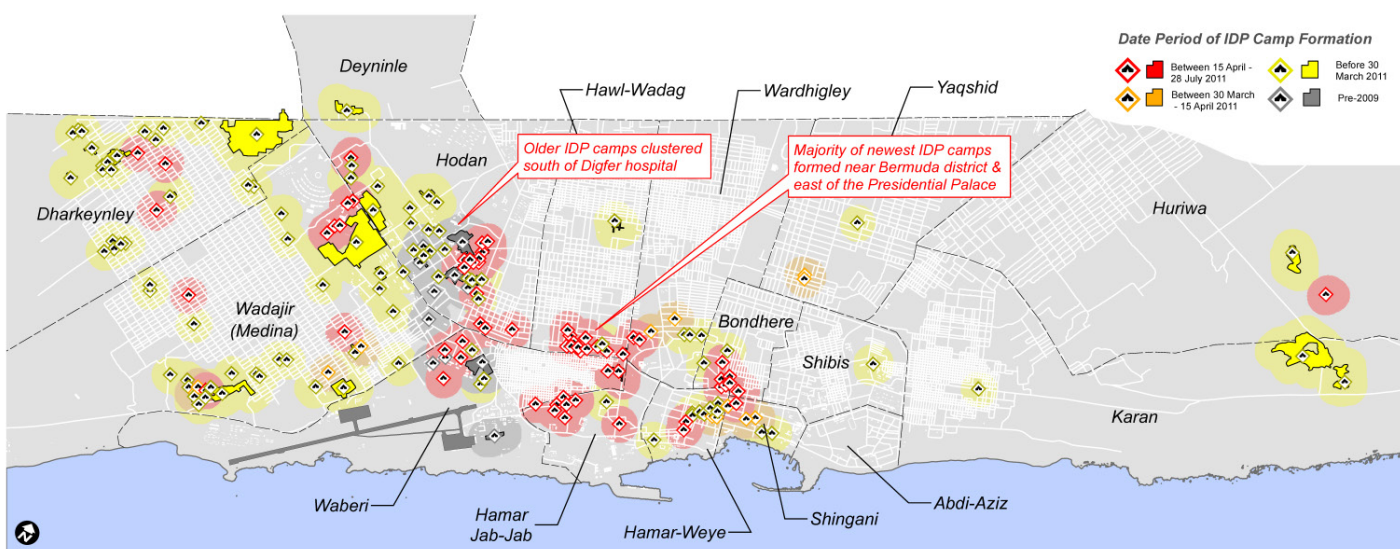 Date Period of IDP Camp Formation
Between 15 April -
28 July 2011
Before 30
March 2011
Between 30 March
- 15 April 2011
Pre-2009
Deyninle
Hawl-Wadag
Wardhigley
Yaqshid
Older IDP camps clustered
south of Digfer hospital
Majority of newest IDP camps
formed near Bermuda district &
east of the Presidential Palace
Hodan
Dharkeynley
Huriwa
Wadajir
(Medina)
Bondhere
Shibis
Karan
Waberi
Hamar
Jab-Jab
Hamar-Weye
Shingani
Abdi-Aziz
N